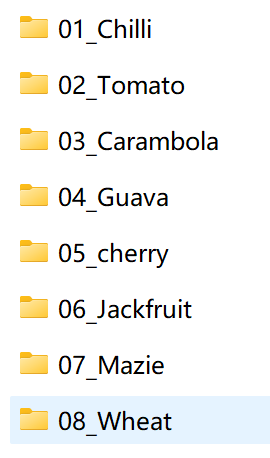 01_Chilli
02_Tomato
03_Carambola
04_Guava
05_cherry
06_Jackfruit
07_Mazie
08_Wheat